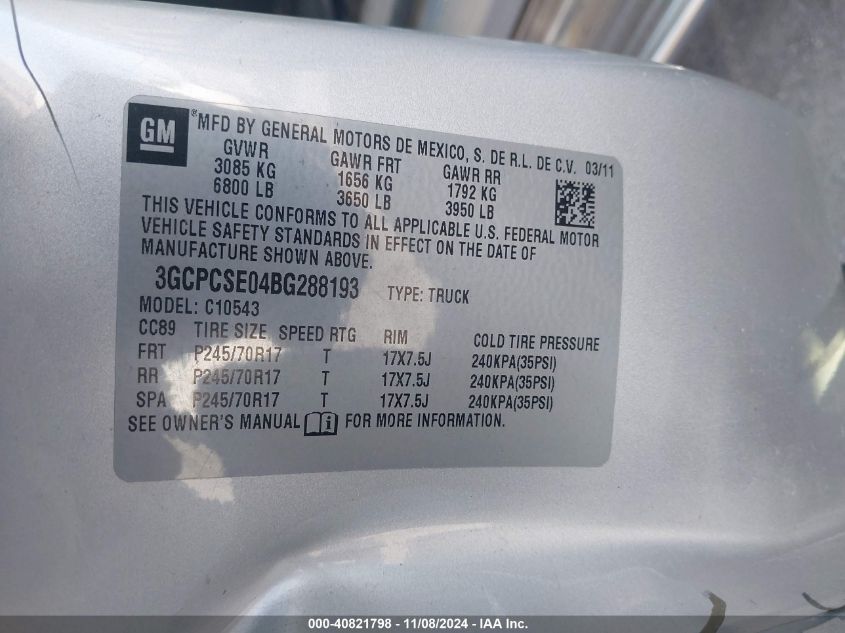 GM
®MFD BY GENERAL MOTORS DE MEXICO, S. DE R.L. DE C.V. 03/11
GVWR GAWR FRT GAWR RR
3085 KG 1656 KG 1792 KG
6800 LB 3650 LB 3950 LB
THIS VEHICLE CONFORMS TO ALL APPLICABLE U.S. FEDERAL MOTOR
VEHICLE SAFETY STANDARDS IN EFFECT ON THE DATE OF
MANUFACTURE SHOWN ABOVE.
3GCPCSE04BG288193 TYPE: TRUCK
MODEL: C10543
CC89 TIRE SIZE SPEED RTG RIM COLD TIRE PRESSURE
FRT P245/70R17 T 17X7.5J 240KPA(35PSI)
RR P245/70R17 T 17X7.5J 240KPA(35PSI)
SPA P245/70R17 T 17X7.5J 240KPA(35PSI)
SEE OWNER'S MANUAL i FOR MORE INFORMATION.
000-40821798 - 11/08/2024 - IAA Inc.